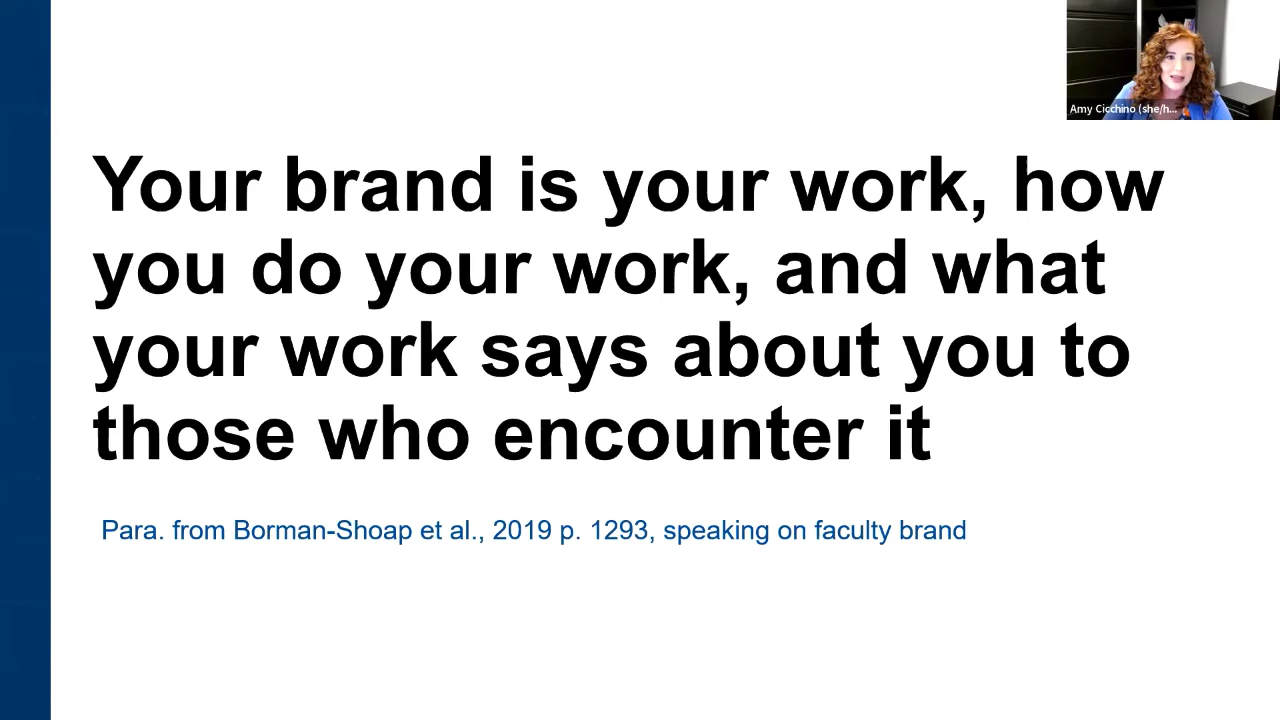 Amy Cicchino (she/h...
Your brand is your work, how
you do your work, and what
your work says about you to
those who encounter it
Para. from Borman-Shoap et al., 2019 p. 1293, speaking on faculty brand